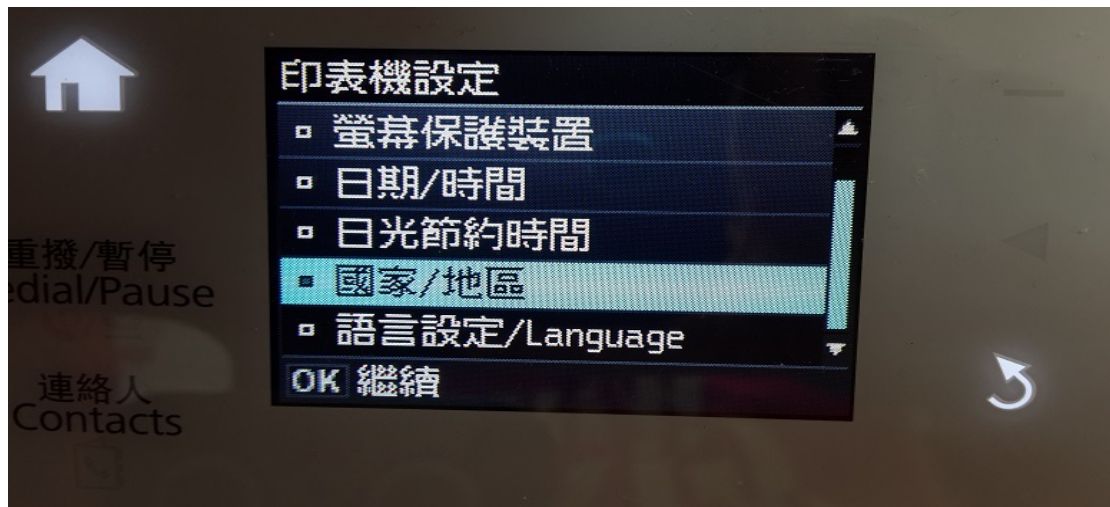 印表機設定
螢幕保護裝置
日期/時間
日光節約時間
國家/地區
語言設定/Language
OK 繼續
重撥/暫停
edial/Pause
連絡人
Contacts